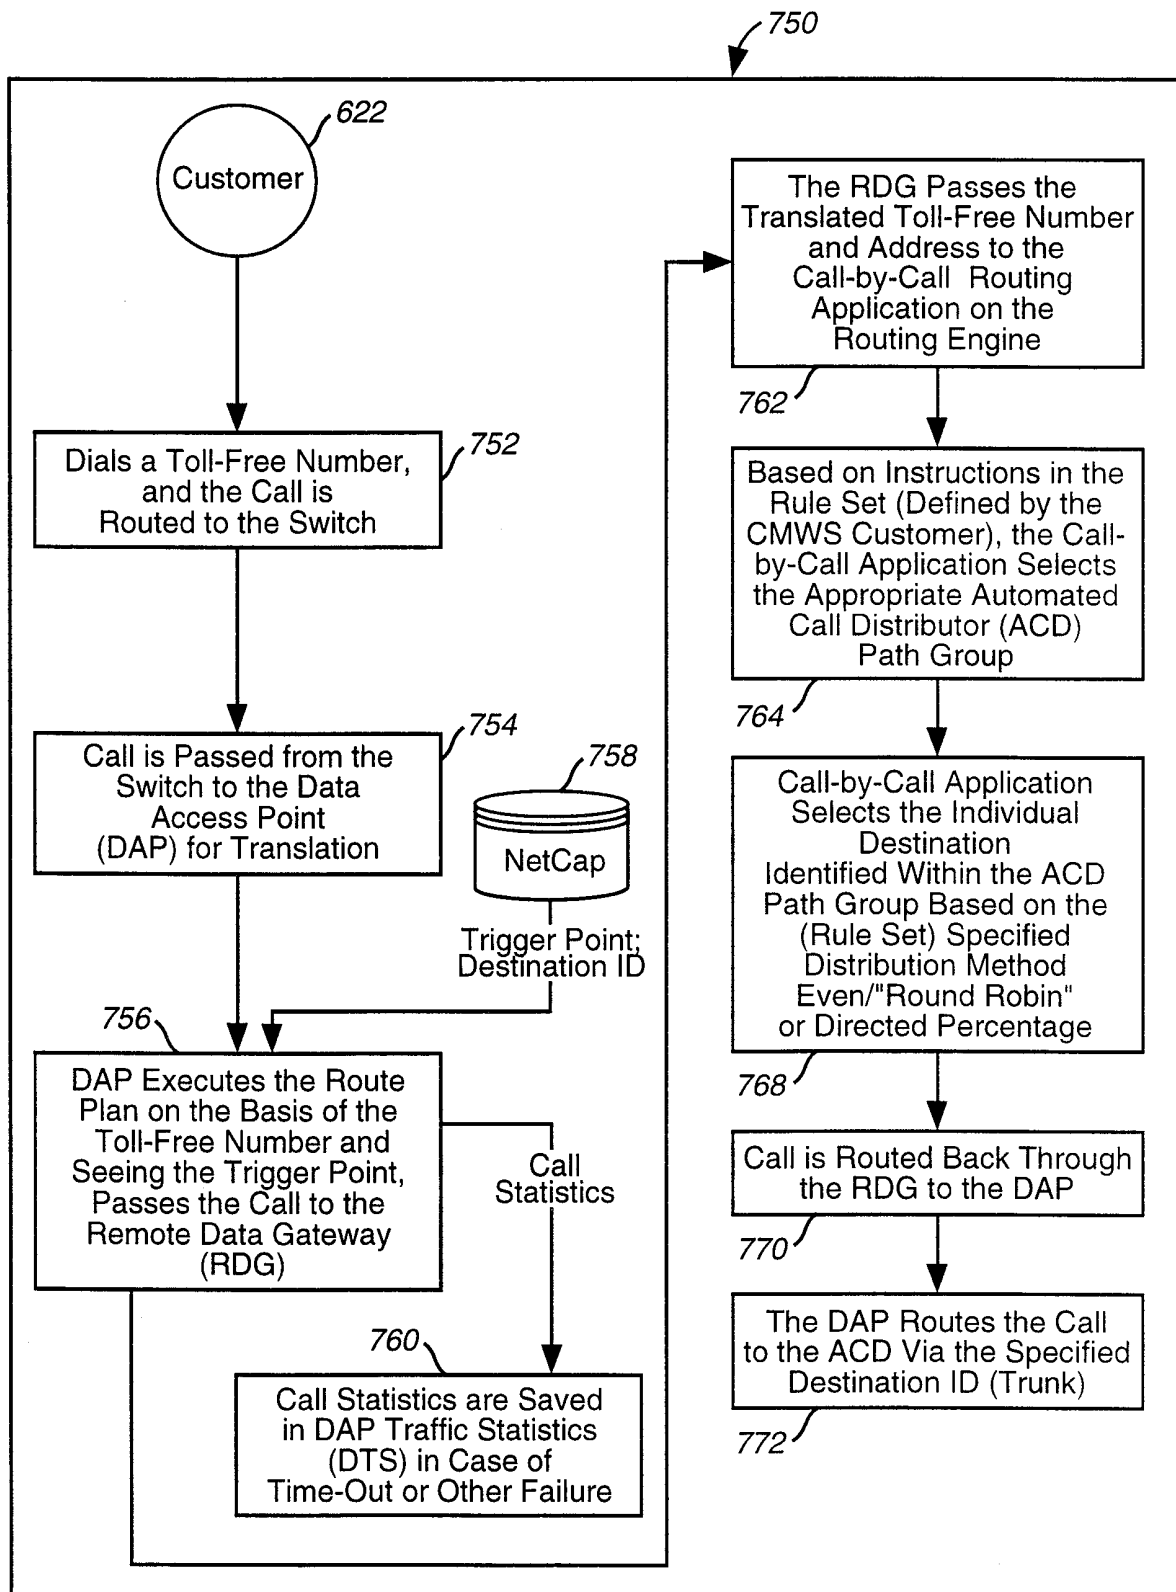 750
622
Customer
752
Dials a Toll-Free Number,
and the Call is
Routed to the Switch
754
Call is Passed from the
Switch to the Data
Access Point
(DAP) for Translation
758
NetCap
Trigger Point;
Destination ID
756
DAP Executes the Route
Plan on the Basis of the
Toll-Free Number and
Seeing the Trigger Point,
Passes the Call to the
Remote Data Gateway
(RDG)
Call
Statistics
760
Call Statistics are Saved
in DAP Traffic Statistics
(DTS) in Case of
Time-Out or Other Failure
The RDG Passes the
Translated Toll-Free Number
and Address to the
Call-by-Call Routing
Application on the
Routing Engine
762
Based on Instructions in the
Rule Set (Defined by the
CMWS Customer), the Call-
by-Call Application Selects
the Appropriate Automated
Call Distributor (ACD)
Path Group
764
Call-by-Call Application
Selects the Individual
Destination
Identified Within the ACD
Path Group Based on the
(Rule Set) Specified
Distribution Method
Even/"Round Robin"
or Directed Percentage
768
Call is Routed Back Through
the RDG to the DAP
770
The DAP Routes the Call
to the ACD Via the Specified
Destination ID (Trunk)
772